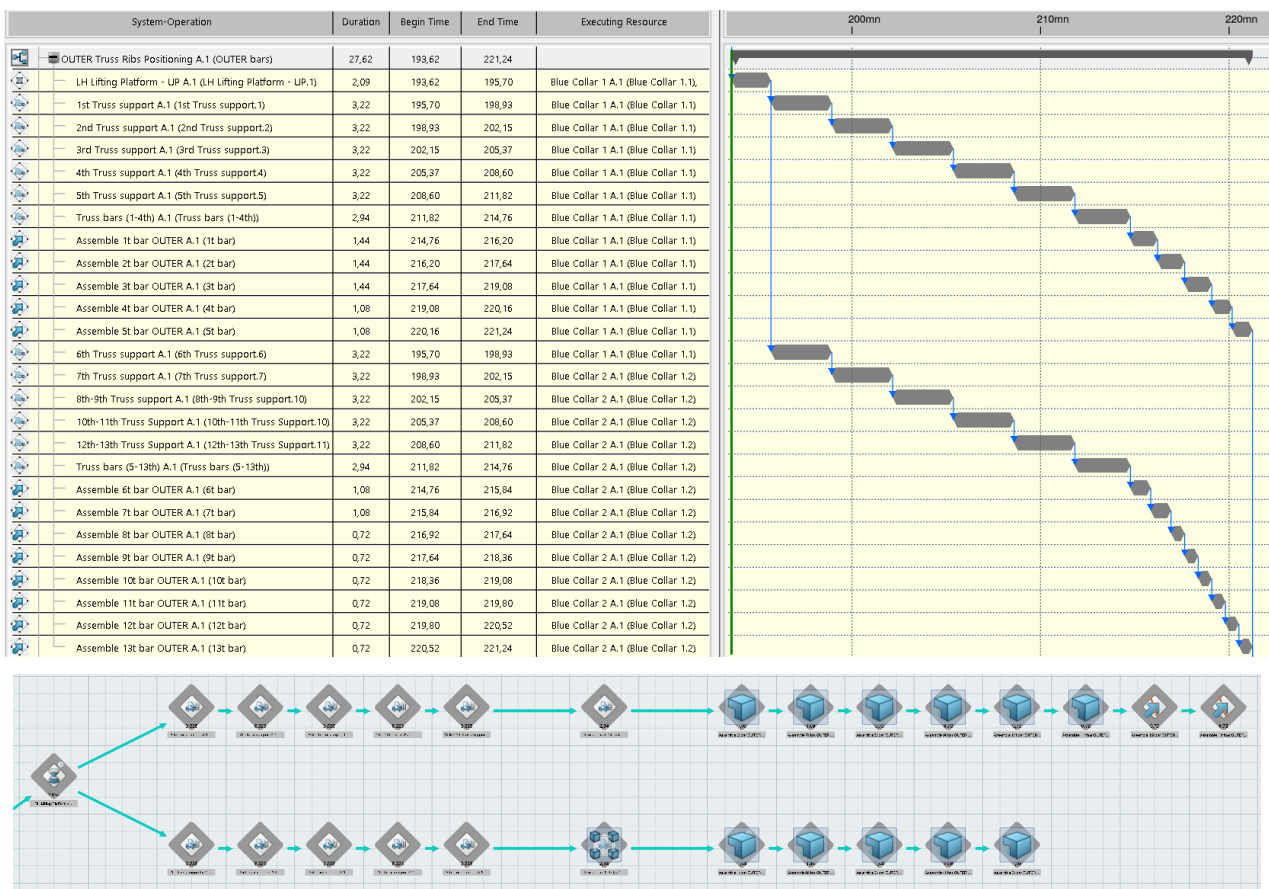 System-Operation Duration Begin Time End Time Executing Resource 200mn 210mn 220mn
OUTER Truss Ribs Positioning A.1 (OUTER bars) 27,62 193,62 221,24
LH Lifting Platform - UP A.1 (LH Lifting Platform - UP.1) 2,09 193,62 195,70 Blue Collar 1 A.1 (Blue Collar 1.1),
1st Truss support A.1 (1st Truss support.1) 3,22 195,70 198,93 Blue Collar 1 A.1 (Blue Collar 1.1)
2nd Truss support A.1 (2nd Truss support.2) 3,22 198,93 202,15 Blue Collar 1 A.1 (Blue Collar 1.1)
3rd Truss support A.1 (3rd Truss support.3) 3,22 202,15 205,37 Blue Collar 1 A.1 (Blue Collar 1.1)
4th Truss support A.1 (4th Truss support.4) 3,22 205,37 208,60 Blue Collar 1 A.1 (Blue Collar 1.1)
5th Truss support A.1 (5th Truss support.5) 3,22 208,60 211,82 Blue Collar 1 A.1 (Blue Collar 1.1)
Truss bars (1-4th) A.1 (Truss bars (1-4th)) 2,94 211,82 214,76 Blue Collar 1 A.1 (Blue Collar 1.1)
Assemble 1t bar OUTER A.1 (1t bar) 1,44 214,76 216,20 Blue Collar 1 A.1 (Blue Collar 1.1)
Assemble 2t bar OUTER A.1 (2t bar) 1,44 216,20 217,64 Blue Collar 1 A.1 (Blue Collar 1.1)
Assemble 3t bar OUTER A.1 (3t bar) 1,44 217,64 219,08 Blue Collar 1 A.1 (Blue Collar 1.1)
Assemble 4t bar OUTER A.1 (4t bar) 1,08 219,08 220,16 Blue Collar 1 A.1 (Blue Collar 1.1)
Assemble 5t bar OUTER A.1 (5t bar) 1,08 220,16 221,24 Blue Collar 1 A.1 (Blue Collar 1.1)
6th Truss support A.1 (6th Truss support.6) 3,22 195,70 198,93 Blue Collar 1 A.1 (Blue Collar 1.1)
7th Truss support A.1 (7th Truss support.7) 3,22 198,93 202,15 Blue Collar 2 A.1 (Blue Collar 1.2)
8th-9th Truss support A.1 (8th-9th Truss support.10) 3,22 202,15 205,37 Blue Collar 2 A.1 (Blue Collar 1.2)
10th-11th Truss Support A.1 (10th-11th Truss Support.10) 3,22 205,37 208,60 Blue Collar 2 A.1 (Blue Collar 1.2)
12th-13th Truss Support A.1 (12th-13th Truss Support.11) 3,22 208,60 211,82 Blue Collar 2 A.1 (Blue Collar 1.2)
Truss bars (5-13th) A.1 (Truss bars (5-13th)) 2,94 211,82 214,76 Blue Collar 2 A.1 (Blue Collar 1.2)
Assemble 6t bar OUTER A.1 (6t bar) 1,08 214,76 215,84 Blue Collar 2 A.1 (Blue Collar 1.2)
Assemble 7t bar OUTER A.1 (7t bar) 1,08 215,84 216,92 Blue Collar 2 A.1 (Blue Collar 1.2)
Assemble 8t bar OUTER A.1 (8t bar) 0,72 216,92 217,64 Blue Collar 2 A.1 (Blue Collar 1.2)
Assemble 9t bar OUTER A.1 (9t bar) 0,72 217,64 218,36 Blue Collar 2 A.1 (Blue Collar 1.2)
Assemble 10t bar OUTER A.1 (10t bar) 0,72 218,36 219,08 Blue Collar 2 A.1 (Blue Collar 1.2)
Assemble 11t bar OUTER A.1 (11t bar) 0,72 219,08 219,80 Blue Collar 2 A.1 (Blue Collar 1.2)
Assemble 12t bar OUTER A.1 (12t bar) 0,72 219,80 220,52 Blue Collar 2 A.1 (Blue Collar 1.2)
Assemble 13t bar OUTER A.1 (13t bar) 0,72 220,52 221,24 Blue Collar 2 A.1 (Blue Collar 1.2)